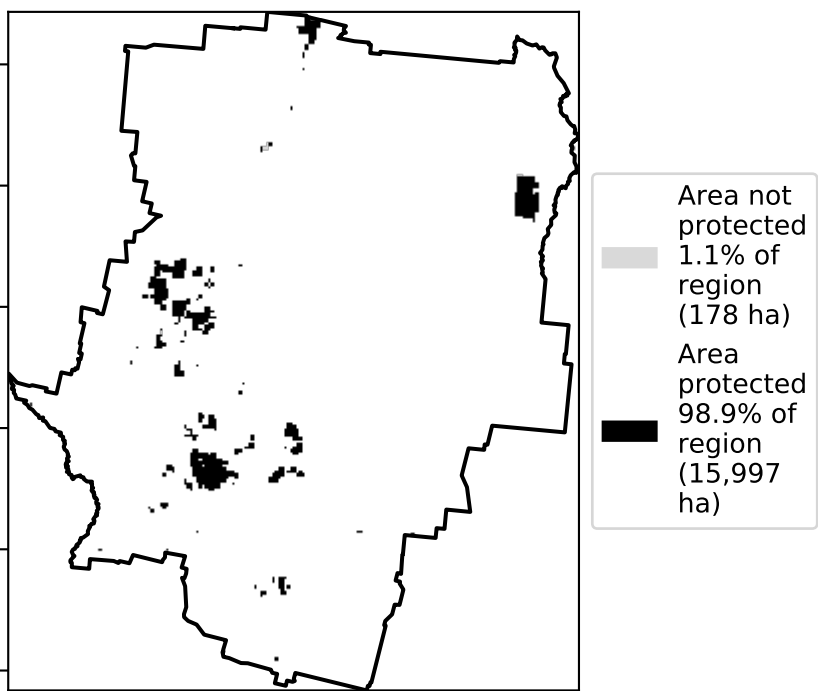 Area not
protected
1.1% of
region
(178 ha)
Area
protected
98.9% of
region
(15,997
ha)